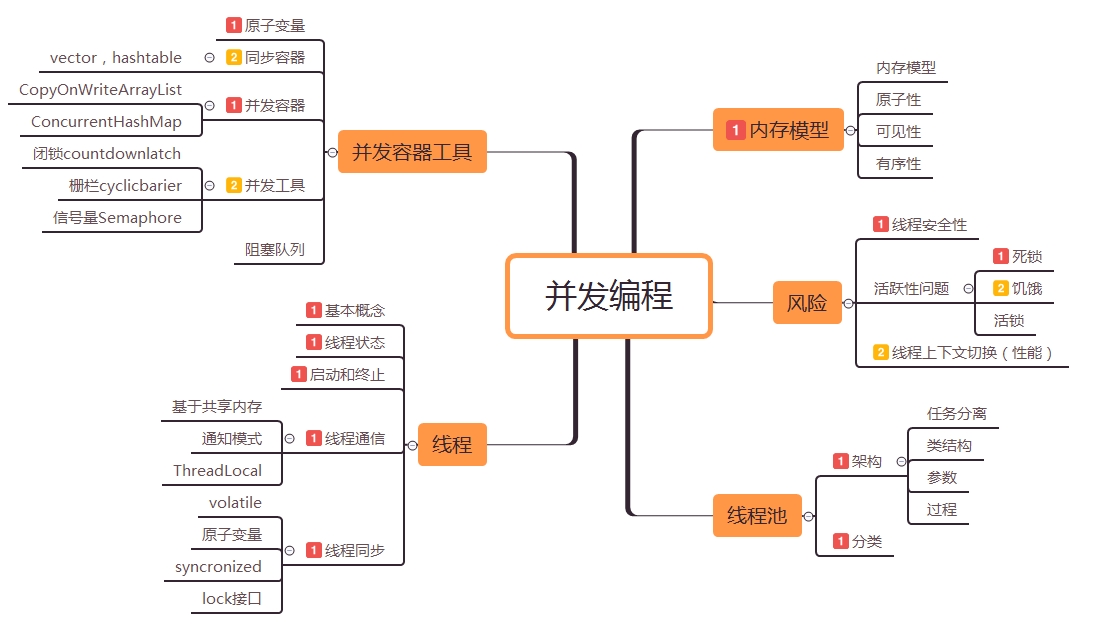 并发编程
1 内存模型
内存模型
原子性
可见性
有序性
风险
1 线程安全性
活跃性问题
1 死锁
2 饥饿
活锁
2 线程上下文切换（性能）
线程池
1 架构
任务分离
类结构
参数
过程
1 分类
并发容器工具
1 原子变量
2 同步容器
vector，hashtable
1 并发容器
CopyOnWriteArrayList
ConcurrentHashMap
2 并发工具
闭锁countdownlatch
栅栏cyclicbarier
信号量Semaphore
阻塞队列
线程
1 基本概念
1 线程状态
1 启动和终止
1 线程通信
基于共享内存
通知模式
ThreadLocal
1 线程同步
volatile
原子变量
syncronized
lock接口